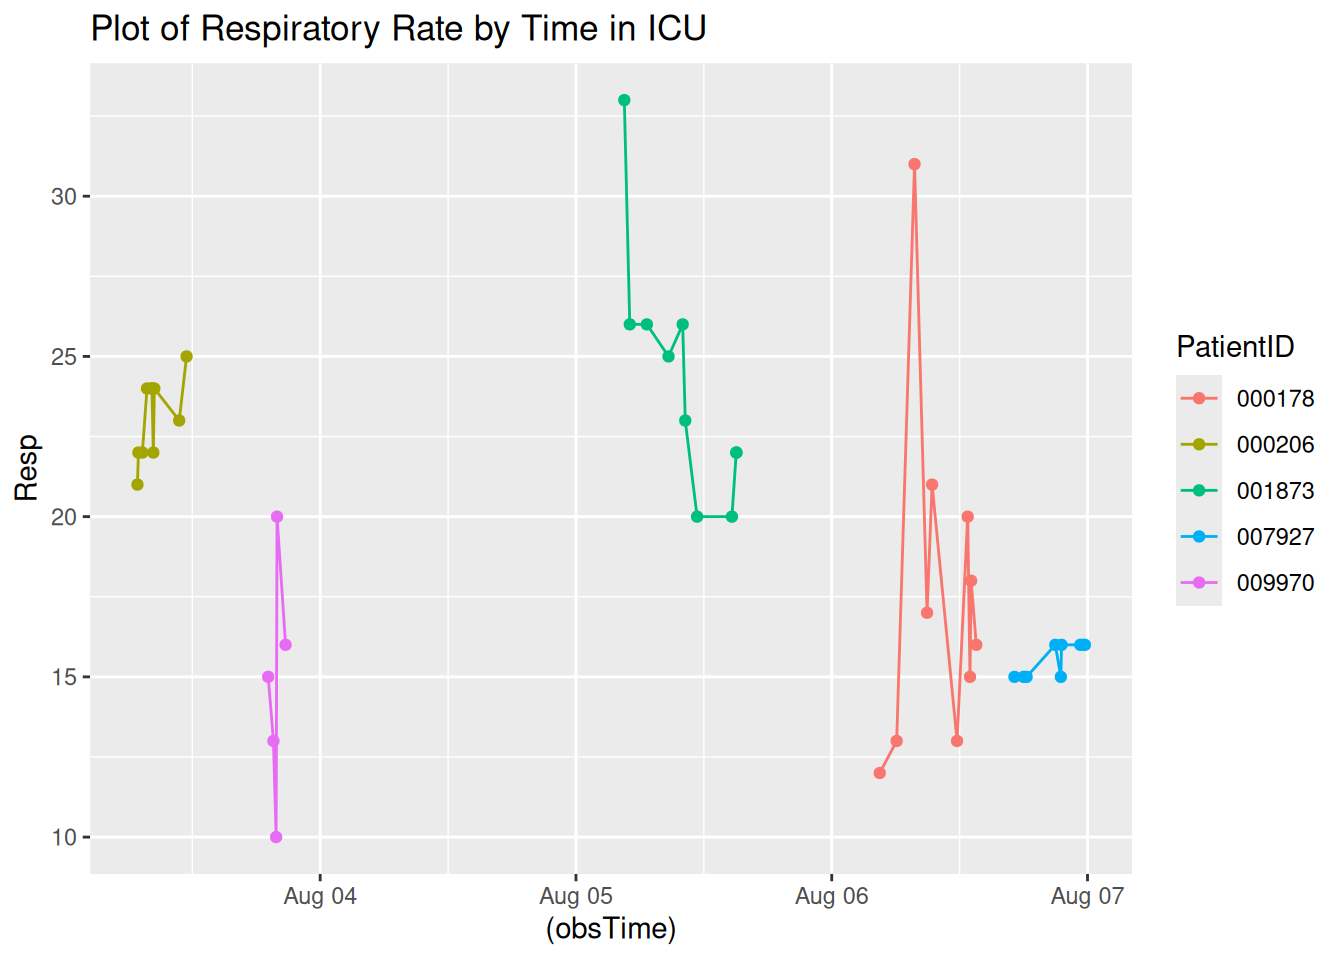 Plot of Respiratory Rate by Time in ICU
Resp
30
25
20
15
10
Aug 04
Aug 05
Aug 06
Aug 07
(obsTime)
PatientID
000178
000206
001873
007927
009970